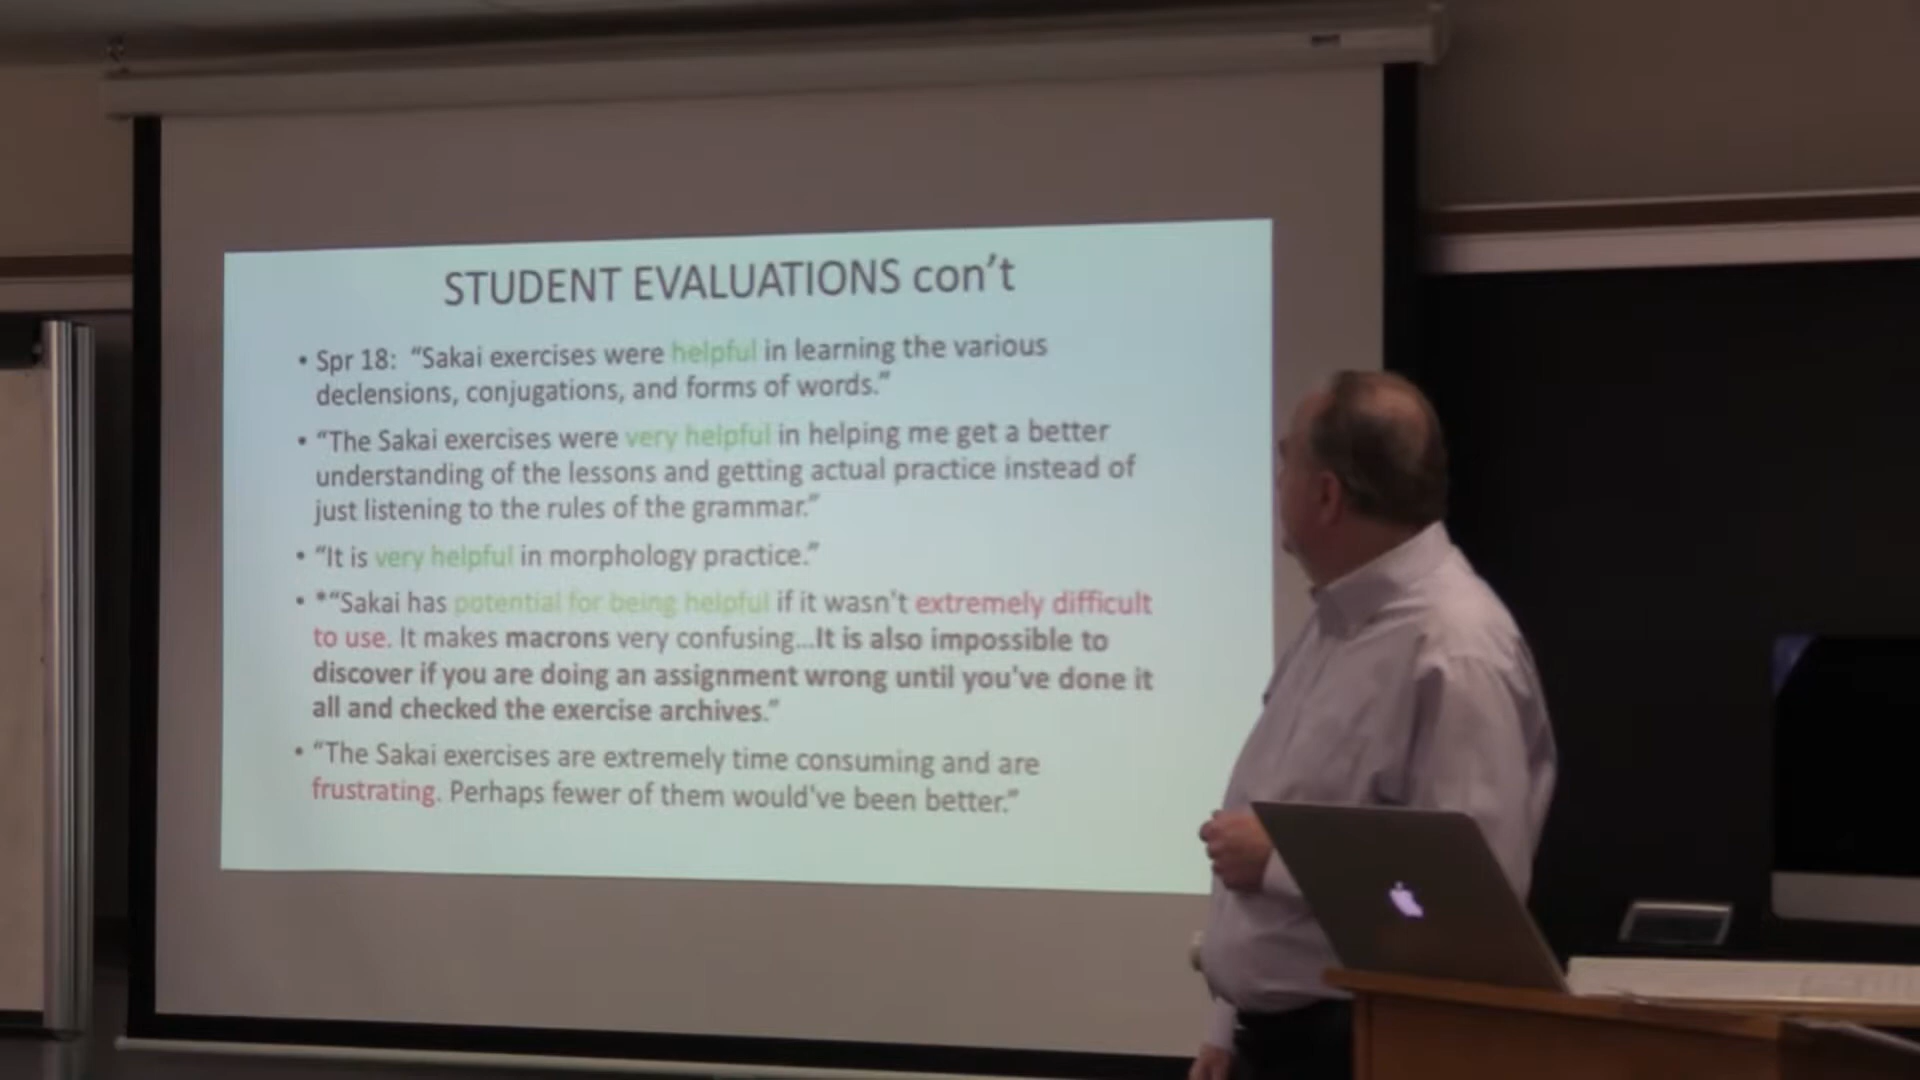 STUDENT EVALUATIONS con't
• Spr 18: "Sakai exercises were helpful in learning the various
declensions, conjugations, and forms of words."
• "The Sakai exercises were very helpful in helping me get a better
understanding of the lessons and getting actual practice instead of
just listening to the rules of the grammar."
• "It is very helpful in morphology practice."
• *"Sakai has potential for being helpful if it wasn't extremely difficult
to use. It makes macrons very confusing...It is also impossible to
discover if you are doing an assignment wrong until you've done it
all and checked the exercise archives."
• "The Sakai exercises are extremely time consuming and are
frustrating. Perhaps fewer of them would've been better."